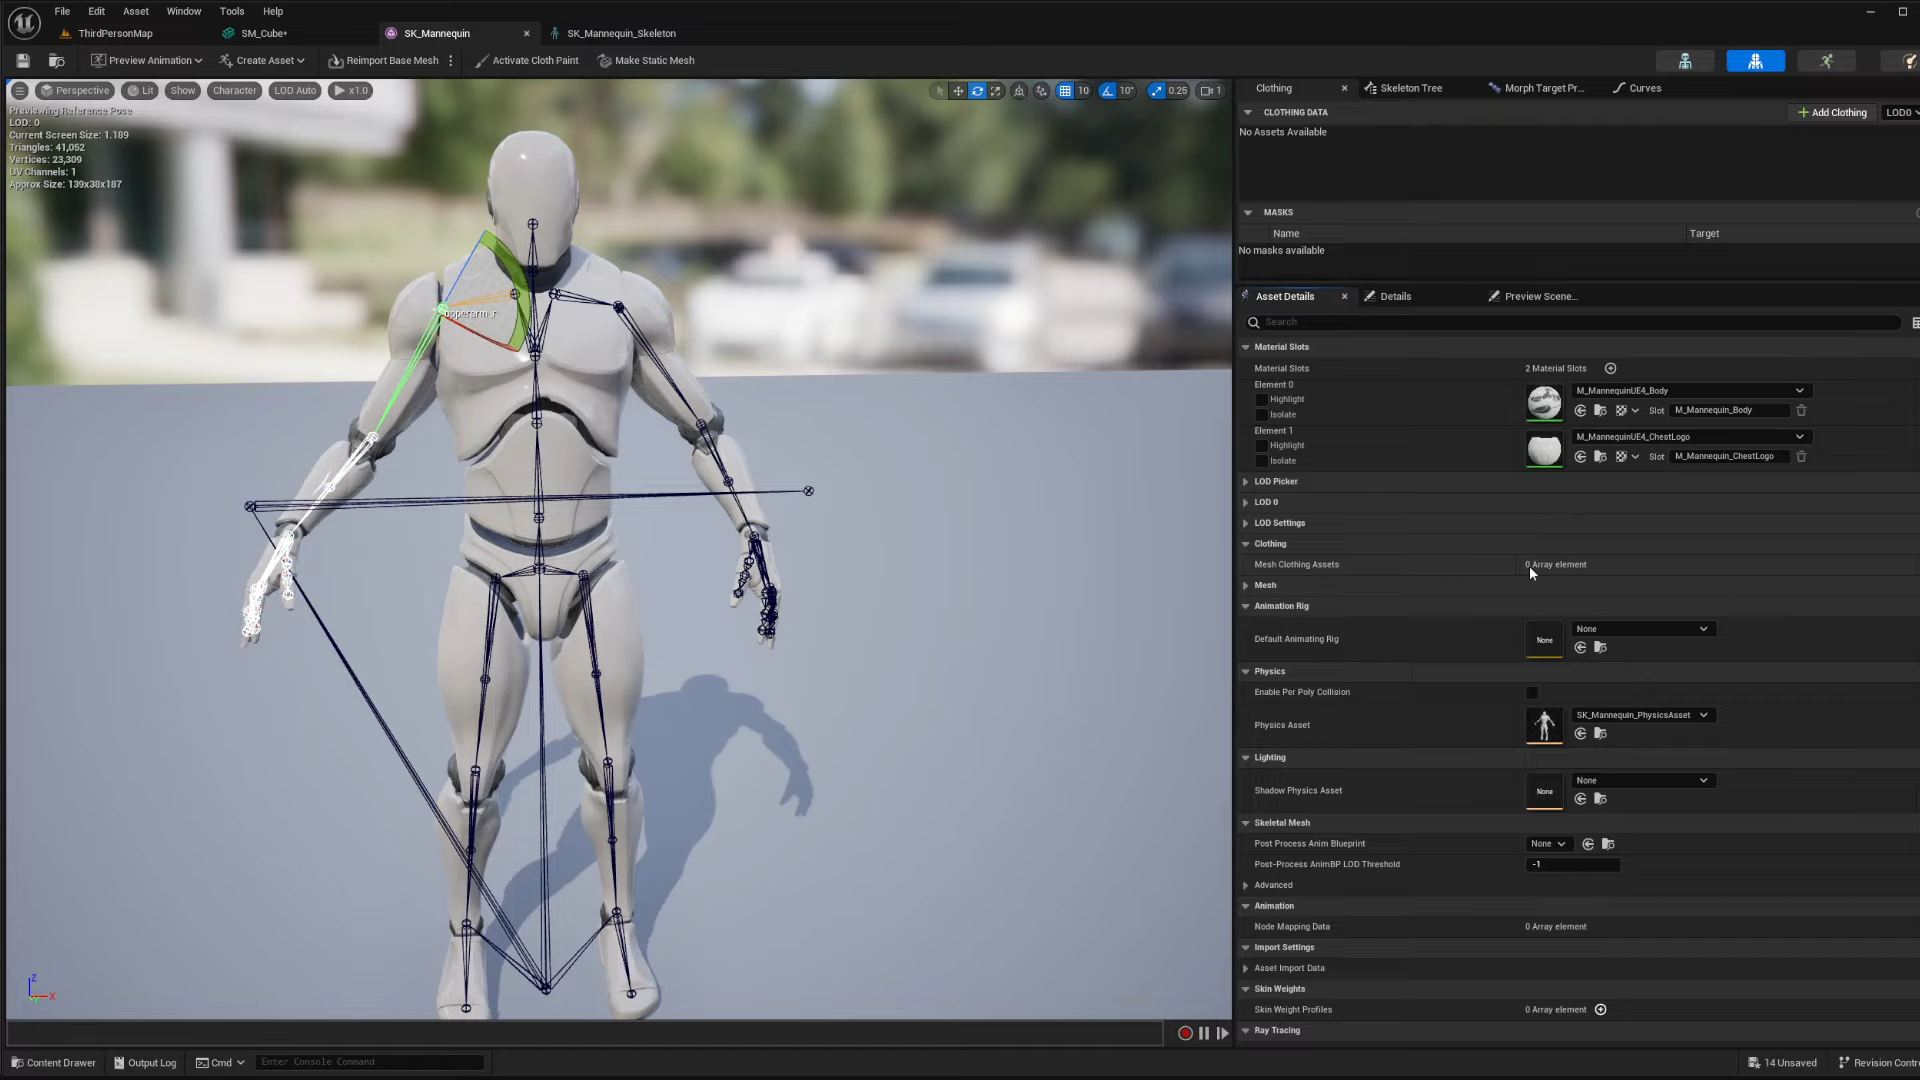 File Edit Asset Window Tools Help
ThirdPersonMap SM_Cube* SK_Mannequin SK_Mannequin_Skeleton
Preview Animation Create Asset Reimport Base Mesh Activate Cloth Paint Make Static Mesh
Perspective Lit Show Character LOD Auto x1.0 10 10° 0.25 1
Previewing Reference Pose
LOD: 0
Current Screen Size: 1.189
Triangles: 41,052
Vertices: 23,309
UV Channels: 1
Approx Size: 139x38x187
upperarm_r
Z
X
Clothing Skeleton Tree Morph Target Pr... Curves
CLOTHING DATA Add Clothing LOD0
No Assets Available
MASKS
Name Target
No masks available
Asset Details Details Preview Scene...
Search
Material Slots
Material Slots 2 Material Slots
Element 0 M_MannequinUE4_Body
Highlight
Isolate Slot M_Mannequin_Body
Element 1 M_MannequinUE4_ChestLogo
Highlight
Isolate Slot M_Mannequin_ChestLogo
LOD Picker
LOD 0
LOD Settings
Clothing
Mesh Clothing Assets 0 Array element
Mesh
Animation Rig
Default Animating Rig None None
Physics
Enable Per Poly Collision
Physics Asset SK_Mannequin_PhysicsAsset
Lighting
Shadow Physics Asset None None
Skeletal Mesh
Post Process Anim Blueprint None
Post-Process AnimBP LOD Threshold -1
Advanced
Animation
Node Mapping Data 0 Array element
Import Settings
Asset Import Data
Skin Weights
Skin Weight Profiles 0 Array element
Ray Tracing
Content Drawer Output Log Cmd Enter Console Command 14 Unsaved Revision Contr